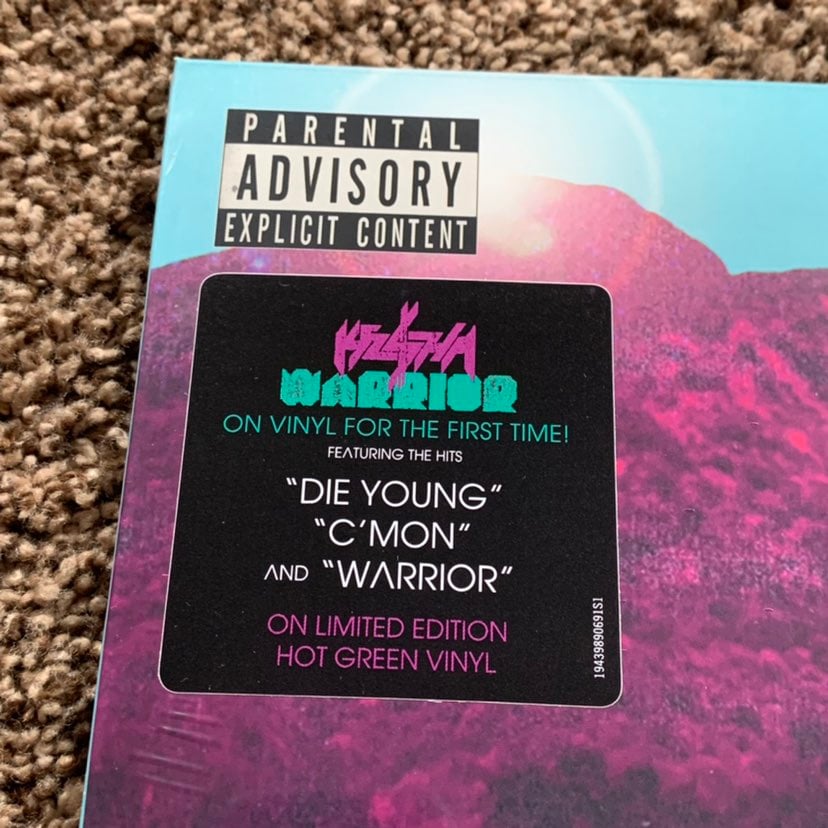 PARENTAL
ADVISORY
EXPLICIT CONTENT
KE$HA
WARRIOR
ON VINYL FOR THE FIRST TIME!
FEATURING THE HITS
"DIE YOUNG"
"C'MON"
AND "WARRIOR"
ON LIMITED EDITION
HOT GREEN VINYL
19439890691S1